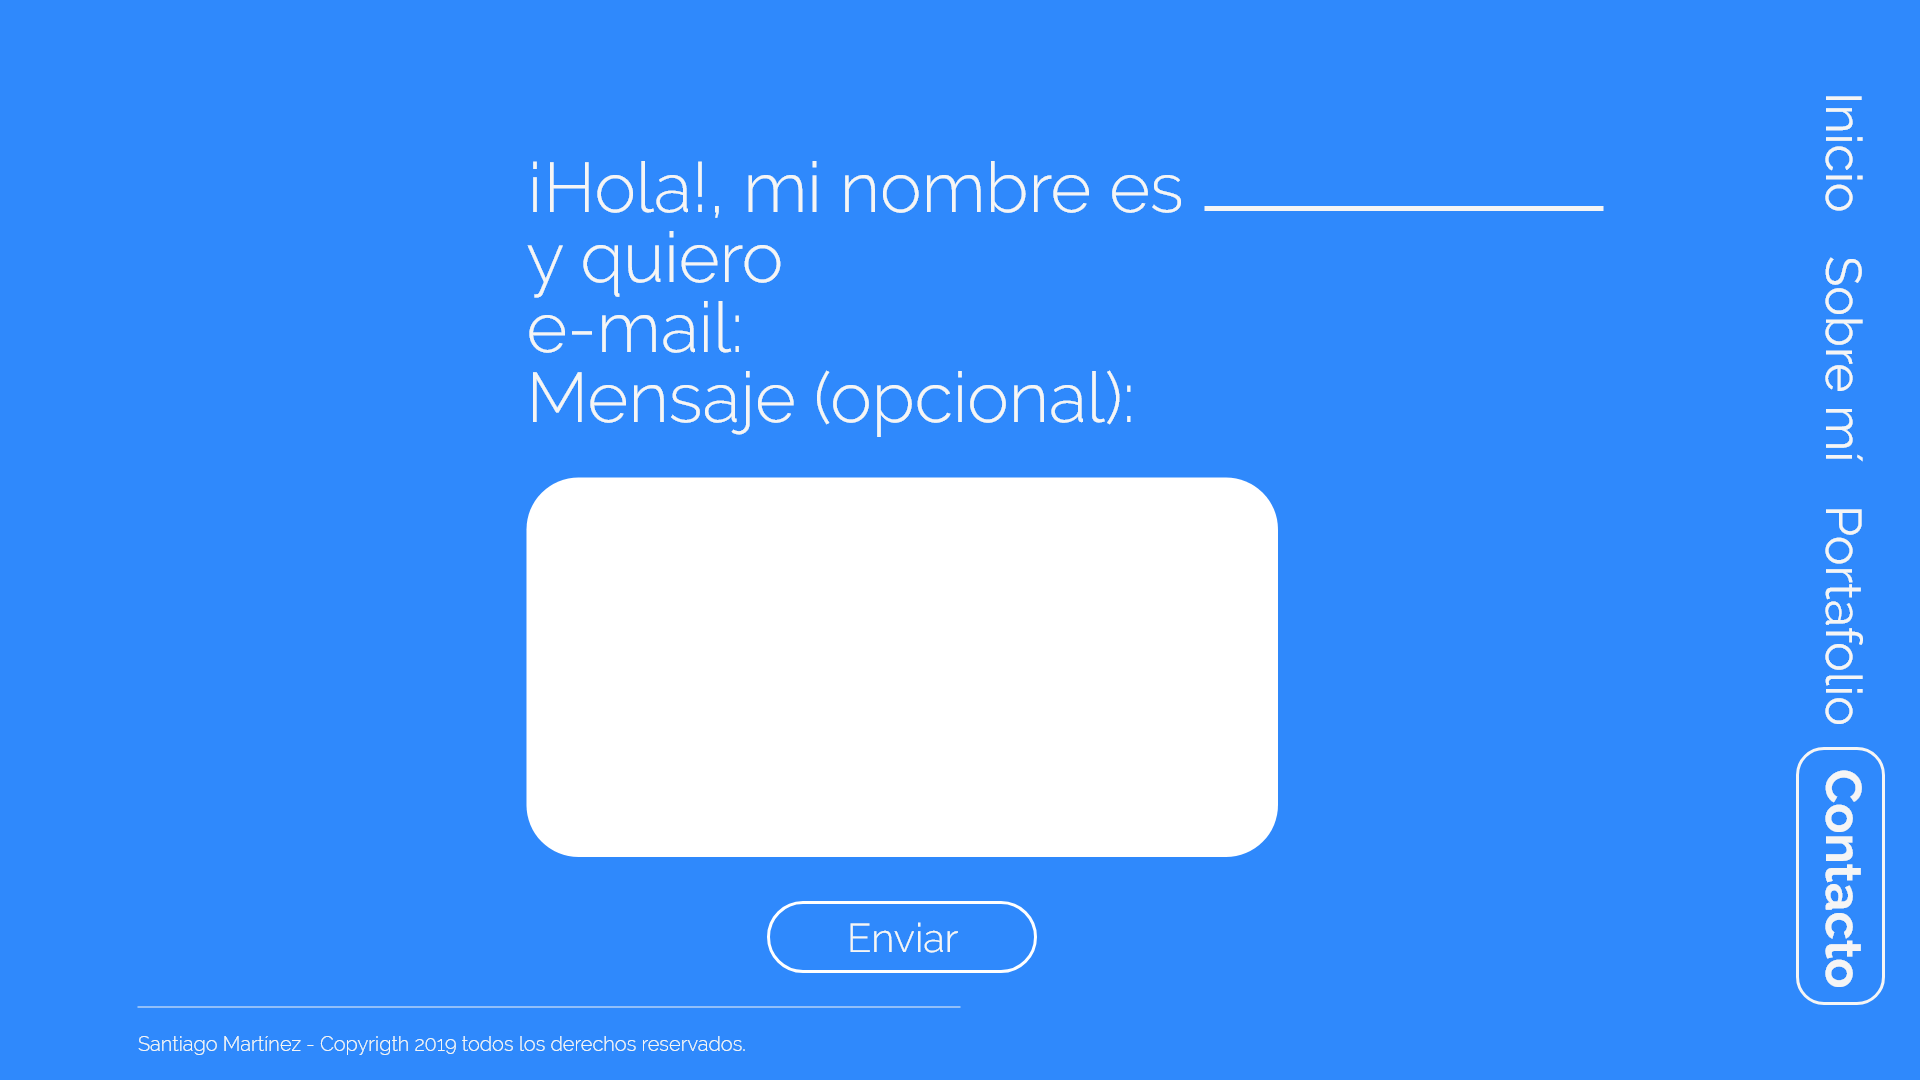 ¡Hola!, mi nombre es
y quiero
e-mail:
Mensaje (opcional):
Enviar
Santiago Martínez - Copyrigth 2019 todos los derechos reservados.
Inicio
Sobre mí
Portafolio
Contacto